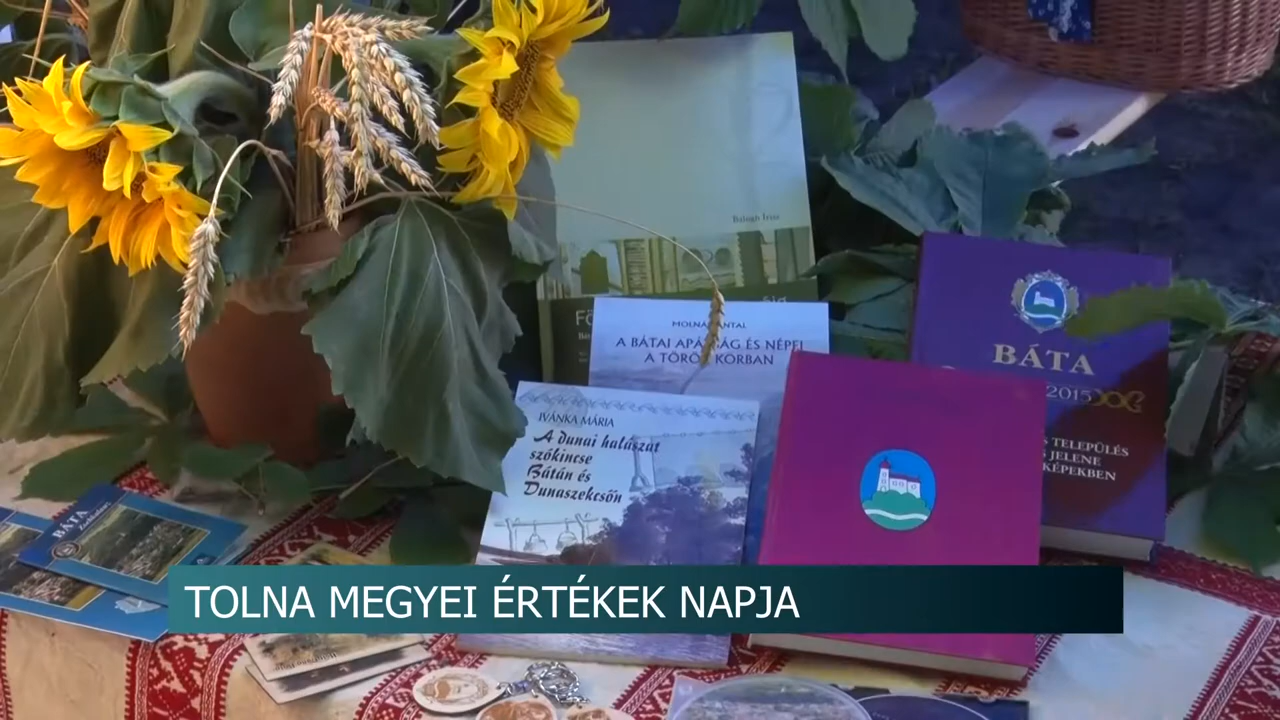 Balogh
MOLNÁR ANTAL
A BÁTAI APÁTSÁG ÉS NÉPEI
A TÖRÖK KORBAN
BÁTA
2015
TELEPÜLÉS
JELENE
KÉPEKBEN
IVÁNKA MÁRIA
A dunai halászat
szókincse
Bátán és
Dunaszekcsőn
BÁTA
TOLNA MEGYEI ÉRTÉKEK NAPJA